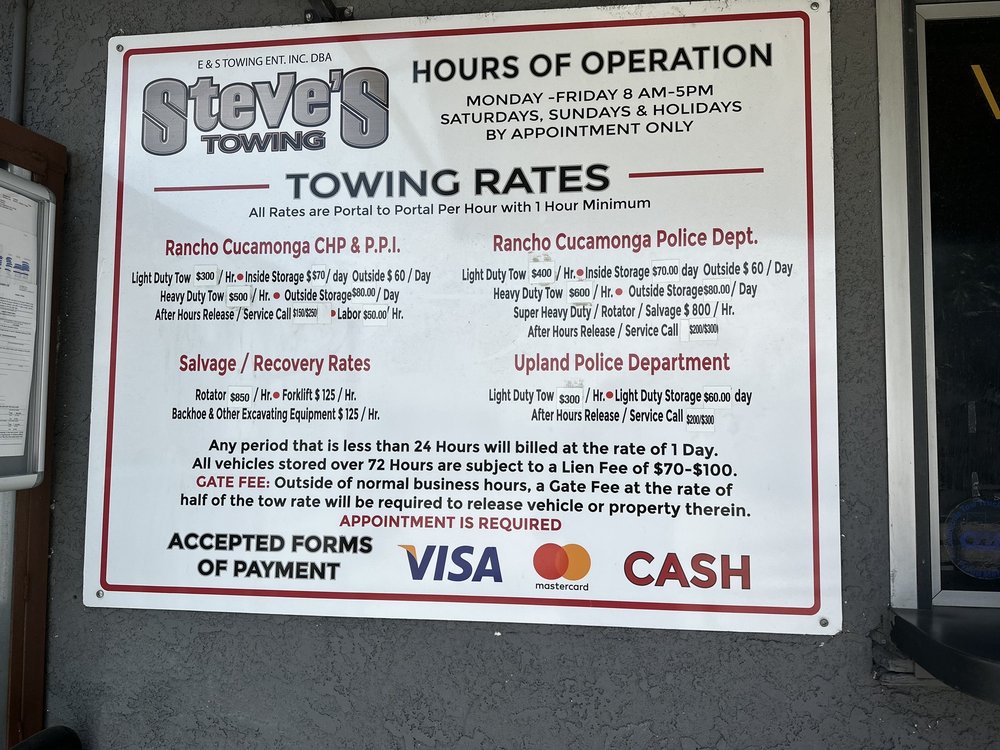 E & S TOWING ENT. INC. DBA
Steve's
TOWING
HOURS OF OPERATION
MONDAY -FRIDAY 8 AM-5PM
SATURDAYS, SUNDAYS & HOLIDAYS
BY APPOINTMENT ONLY
TOWING RATES
All Rates are Portal to Portal Per Hour with 1 Hour Minimum
Rancho Cucamonga CHP & P.P.I.
Light Duty Tow $300 / Hr.• Inside Storage $$70/ day Outside $ 60 / Day
Heavy Duty Tow $500 / Hr. • Outside Storage$80.00/ Day
After Hours Release / Service Call $150/$250 • Labor $50.00/ Hr.
Rancho Cucamonga Police Dept.
Light Duty Tow $400 / Hr.• Inside Storage $70.00 day Outside $ 60 / Day
Heavy Duty Tow $600 / Hr. • Outside Storage$80.00/ Day
Super Heavy Duty / Rotator / Salvage $ 800 / Hr.
After Hours Release / Service Call $200/$300
Salvage / Recovery Rates
Rotator $850 / Hr.• Forklift $ 125 / Hr.
Backhoe & Other Excavating Equipment $ 125 / Hr.
Upland Police Department
Light Duty Tow $300 / Hr.• Light Duty Storage $60.00 day
After Hours Release / Service Call $200/$300
Any period that is less than 24 Hours will billed at the rate of 1 Day.
All vehicles stored over 72 Hours are subject to a Lien Fee of $70-$100.
GATE FEE: Outside of normal business hours, a Gate Fee at the rate of
half of the tow rate will be required to release vehicle or property therein.
APPOINTMENT IS REQUIRED
ACCEPTED FORMS
OF PAYMENT
VISA
mastercard
CASH